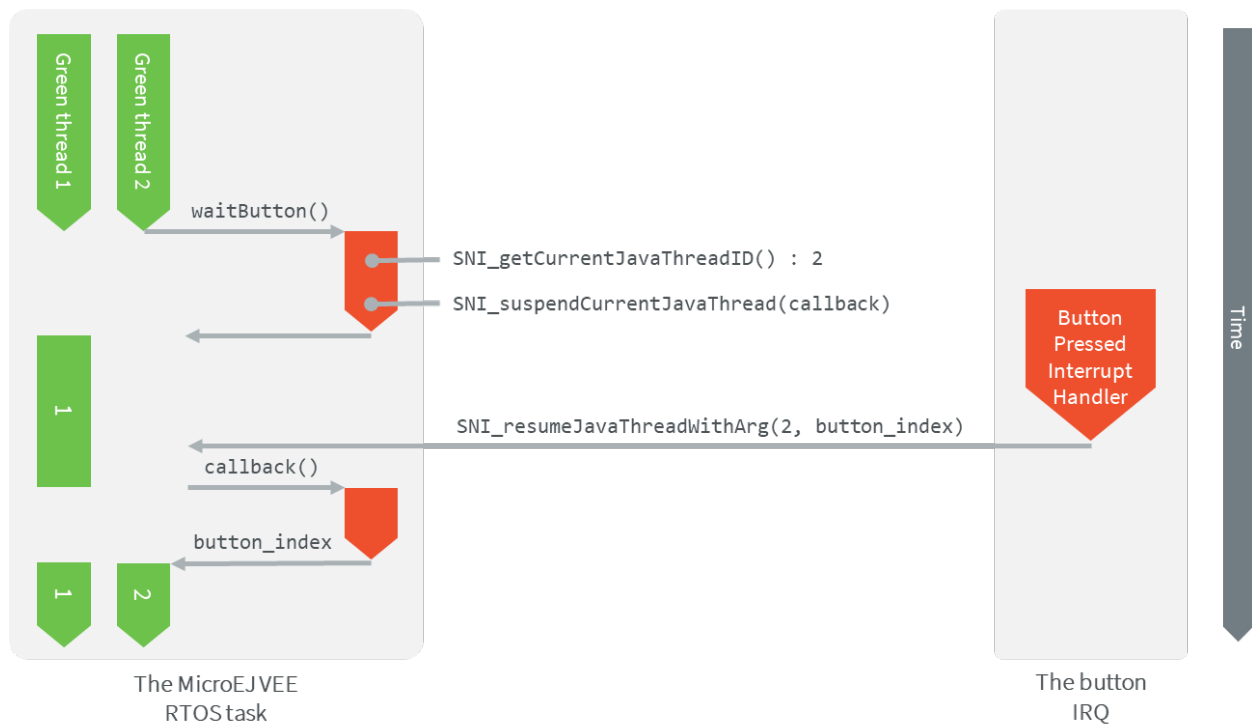 Green thread 1
Green thread 2
waitButton()
SNI_getCurrentJavaThreadID() : 2
SNI_suspendCurrentJavaThread(callback)
Button
Pressed
Interrupt
Handler
Time
1
SNI_resumeJavaThreadWithArg(2, button_index)
callback()
button_index
1
2
The MicroEJ VEE
RTOS task
The button
IRQ